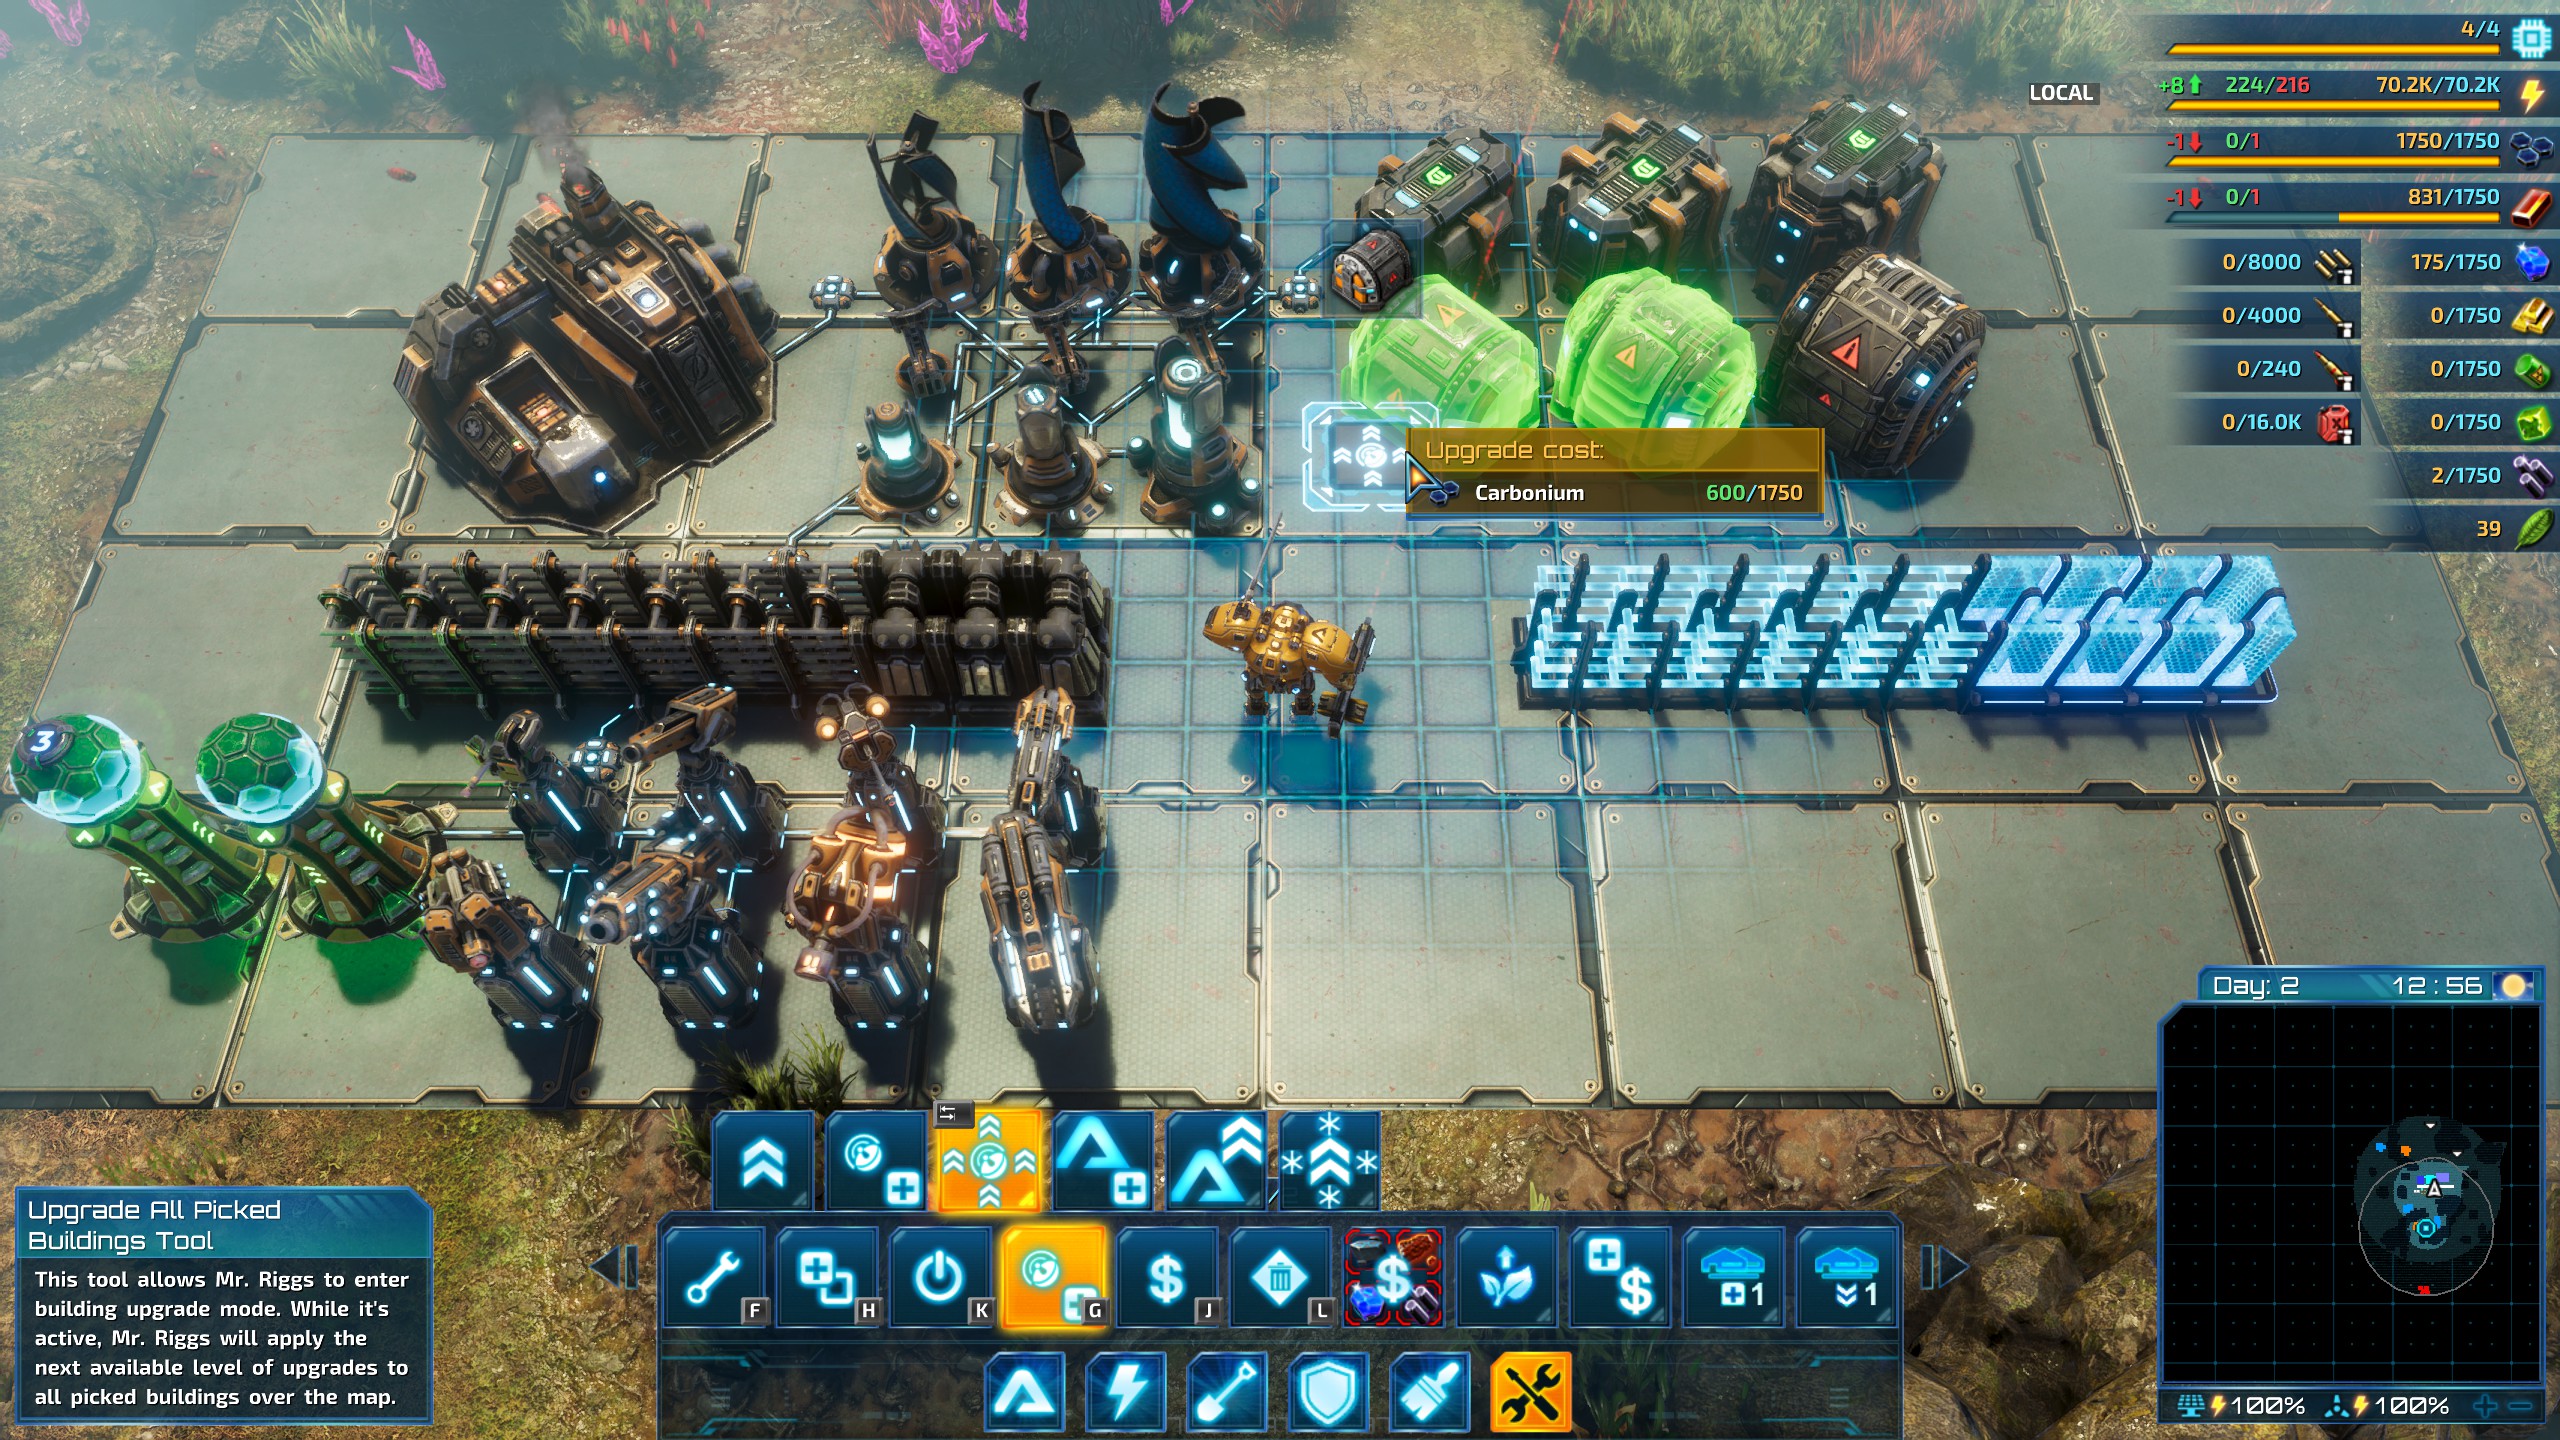 4/4
LOCAL
+8 224/216 70.2K/70.2K
-1 0/1 1750/1750
-1 0/1 831/1750
0/8000 175/1750
0/4000 0/1750
0/240 0/1750
0/16.0K 0/1750
2/1750
39
Upgrade cost:
Carbonium 600/1750
3
Day: 2 12:56
100% 100%
Upgrade All Picked
Buildings Tool
This tool allows Mr. Riggs to enter
building upgrade mode. While it's
active, Mr. Riggs will apply the
next available level of upgrades to
all picked buildings over the map.
F H K G $ J L $ $ 1 1